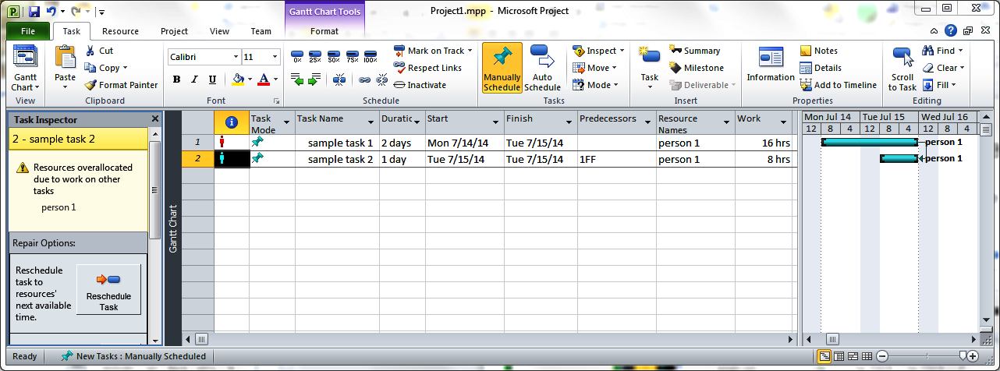 Gantt Chart Tools
Project1.mpp - Microsoft Project
File Task Resource Project View Team Format
Gantt Chart
View
Paste
Cut
Copy
Format Painter
Clipboard
Calibri 11
B I U A
Font
0% 25% 50% 75% 100%
Mark on Track
Respect Links
Inactivate
Schedule
Manually Schedule
Auto Schedule
Inspect
Move
Mode
Tasks
Task
Summary
Milestone
Deliverable
Insert
Information
Notes
Details
Add to Timeline
Properties
Scroll to Task
Find
Clear
Fill
Editing
Task Inspector
2 - sample task 2
Resources overallocated
due to work on other
tasks
person 1
Repair Options:
Reschedule
task to
resources'
next available
time.
Reschedule
Task
Gantt Chart
Task Mode Task Name Duratic Start Finish Predecessors Resource Names Work
1 sample task 1 2 days Mon 7/14/14 Tue 7/15/14 person 1 16 hrs
2 sample task 2 1 day Tue 7/15/14 Tue 7/15/14 1FF person 1 8 hrs
Mon Jul 14 Tue Jul 15 Wed Jul 16
12 8 4 12 8 4 12 8 4
person 1
person 1
Ready New Tasks : Manually Scheduled